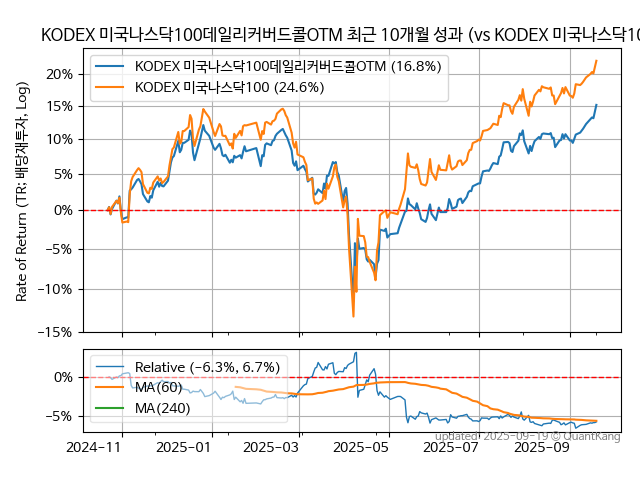 KODEX 미국나스닥100데일리커버드콜OTM 최근 10개월 성과 (vs KODEX 미국나스닥10
Rate of Return (TR: 배당재투자, Log)
KODEX 미국나스닥100데일리커버드콜OTM (16.8%)
KODEX 미국나스닥100 (24.6%)
20%
15%
10%
5%
0%
−5%
−10%
−15%
Relative (−6.3%, 6.7%)
MA(60)
MA(240)
0%
−5%
2024−11
2025−01
2025−03
2025−05
2025−07
2025−09
updated: 2025-09-19 © QuantKang